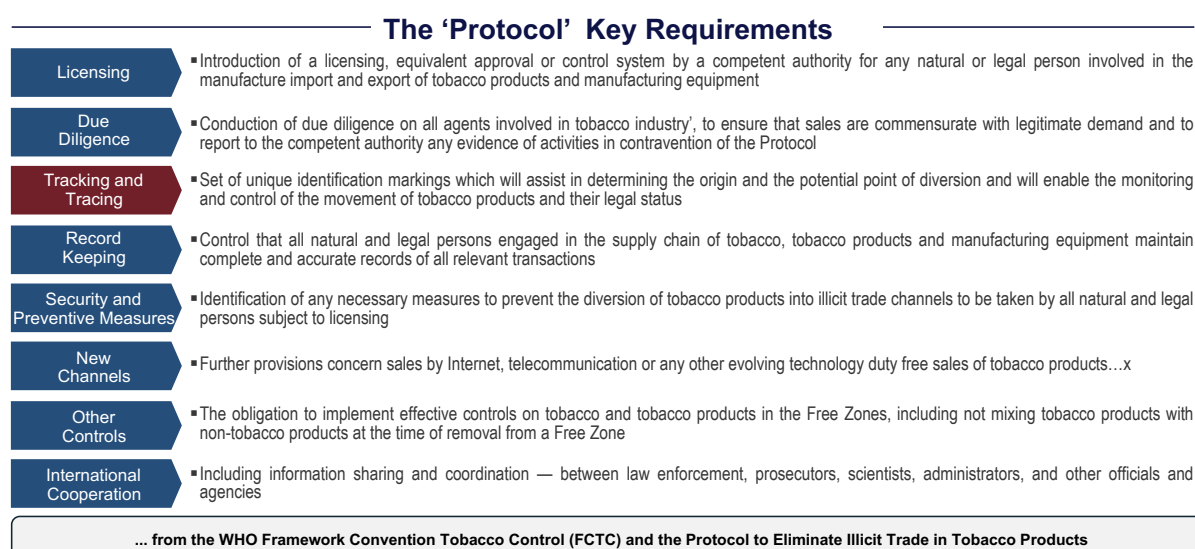 The ‘Protocol’ Key Requirements
Licensing
▪Introduction of a licensing, equivalent approval or control system by a competent authority for any natural or legal person involved in the
manufacture import and export of tobacco products and manufacturing equipment
Due
Diligence
▪Conduction of due diligence on all agents involved in tobacco industry’, to ensure that sales are commensurate with legitimate demand and to
report to the competent authority any evidence of activities in contravention of the Protocol
Tracking and
Tracing
▪Set of unique identification markings which will assist in determining the origin and the potential point of diversion and will enable the monitoring
and control of the movement of tobacco products and their legal status
Record
Keeping
▪Control that all natural and legal persons engaged in the supply chain of tobacco, tobacco products and manufacturing equipment maintain
complete and accurate records of all relevant transactions
Security and
Preventive Measures
▪Identification of any necessary measures to prevent the diversion of tobacco products into illicit trade channels to be taken by all natural and legal
persons subject to licensing
New
Channels
▪Further provisions concern sales by Internet, telecommunication or any other evolving technology duty free sales of tobacco products…x
Other
Controls
▪The obligation to implement effective controls on tobacco and tobacco products in the Free Zones, including not mixing tobacco products with
non-tobacco products at the time of removal from a Free Zone
International
Cooperation
▪Including information sharing and coordination — between law enforcement, prosecutors, scientists, administrators, and other officials and
agencies
... from the WHO Framework Convention Tobacco Control (FCTC) and the Protocol to Eliminate Illicit Trade in Tobacco Products